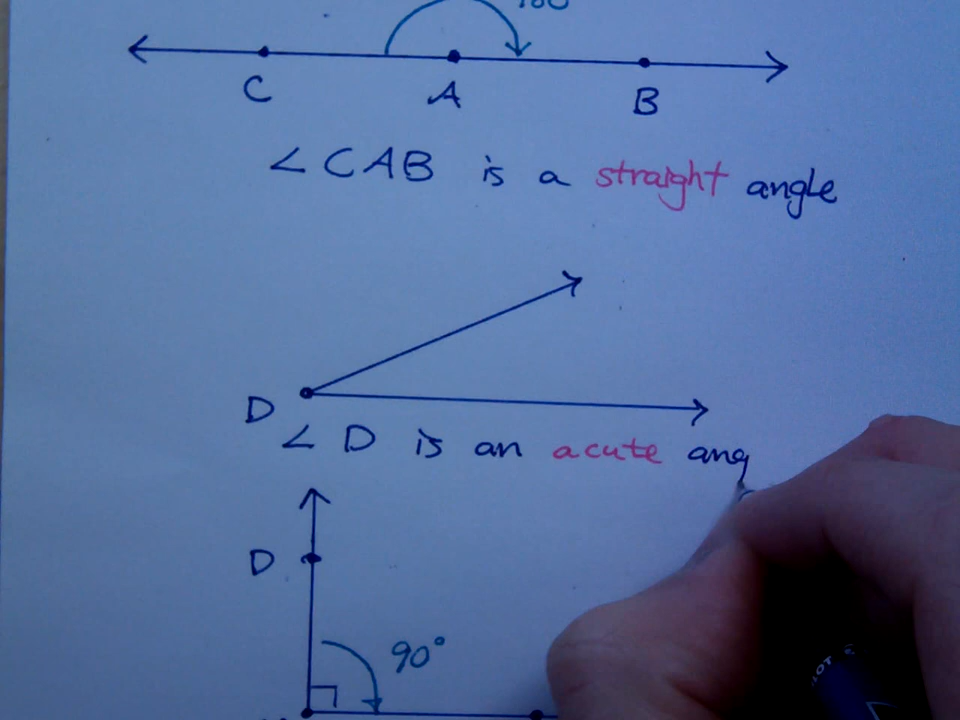 C A B
∠CAB is a straight angle
D
∠ D is an acute ang
D
90°